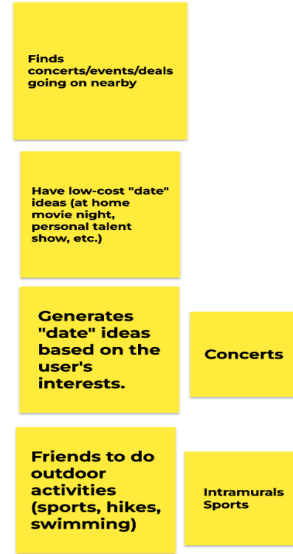 Finds
concerts/events/deals
going on nearby
Have low-cost "date"
ideas (at home
movie night,
personal talent
show, etc.)
Generates
"date" ideas
based on the
user's
interests.
Concerts
Friends to do
outdoor
activities
(sports, hikes,
swimming)
Intramurals
Sports